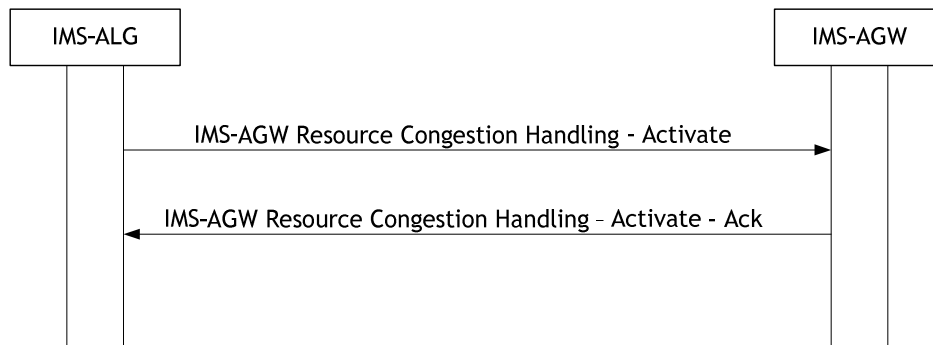 IMS-ALG
IMS-AGW
IMS-AGW Resource Congestion Handling - Activate
IMS-AGW Resource Congestion Handling – Activate - Ack